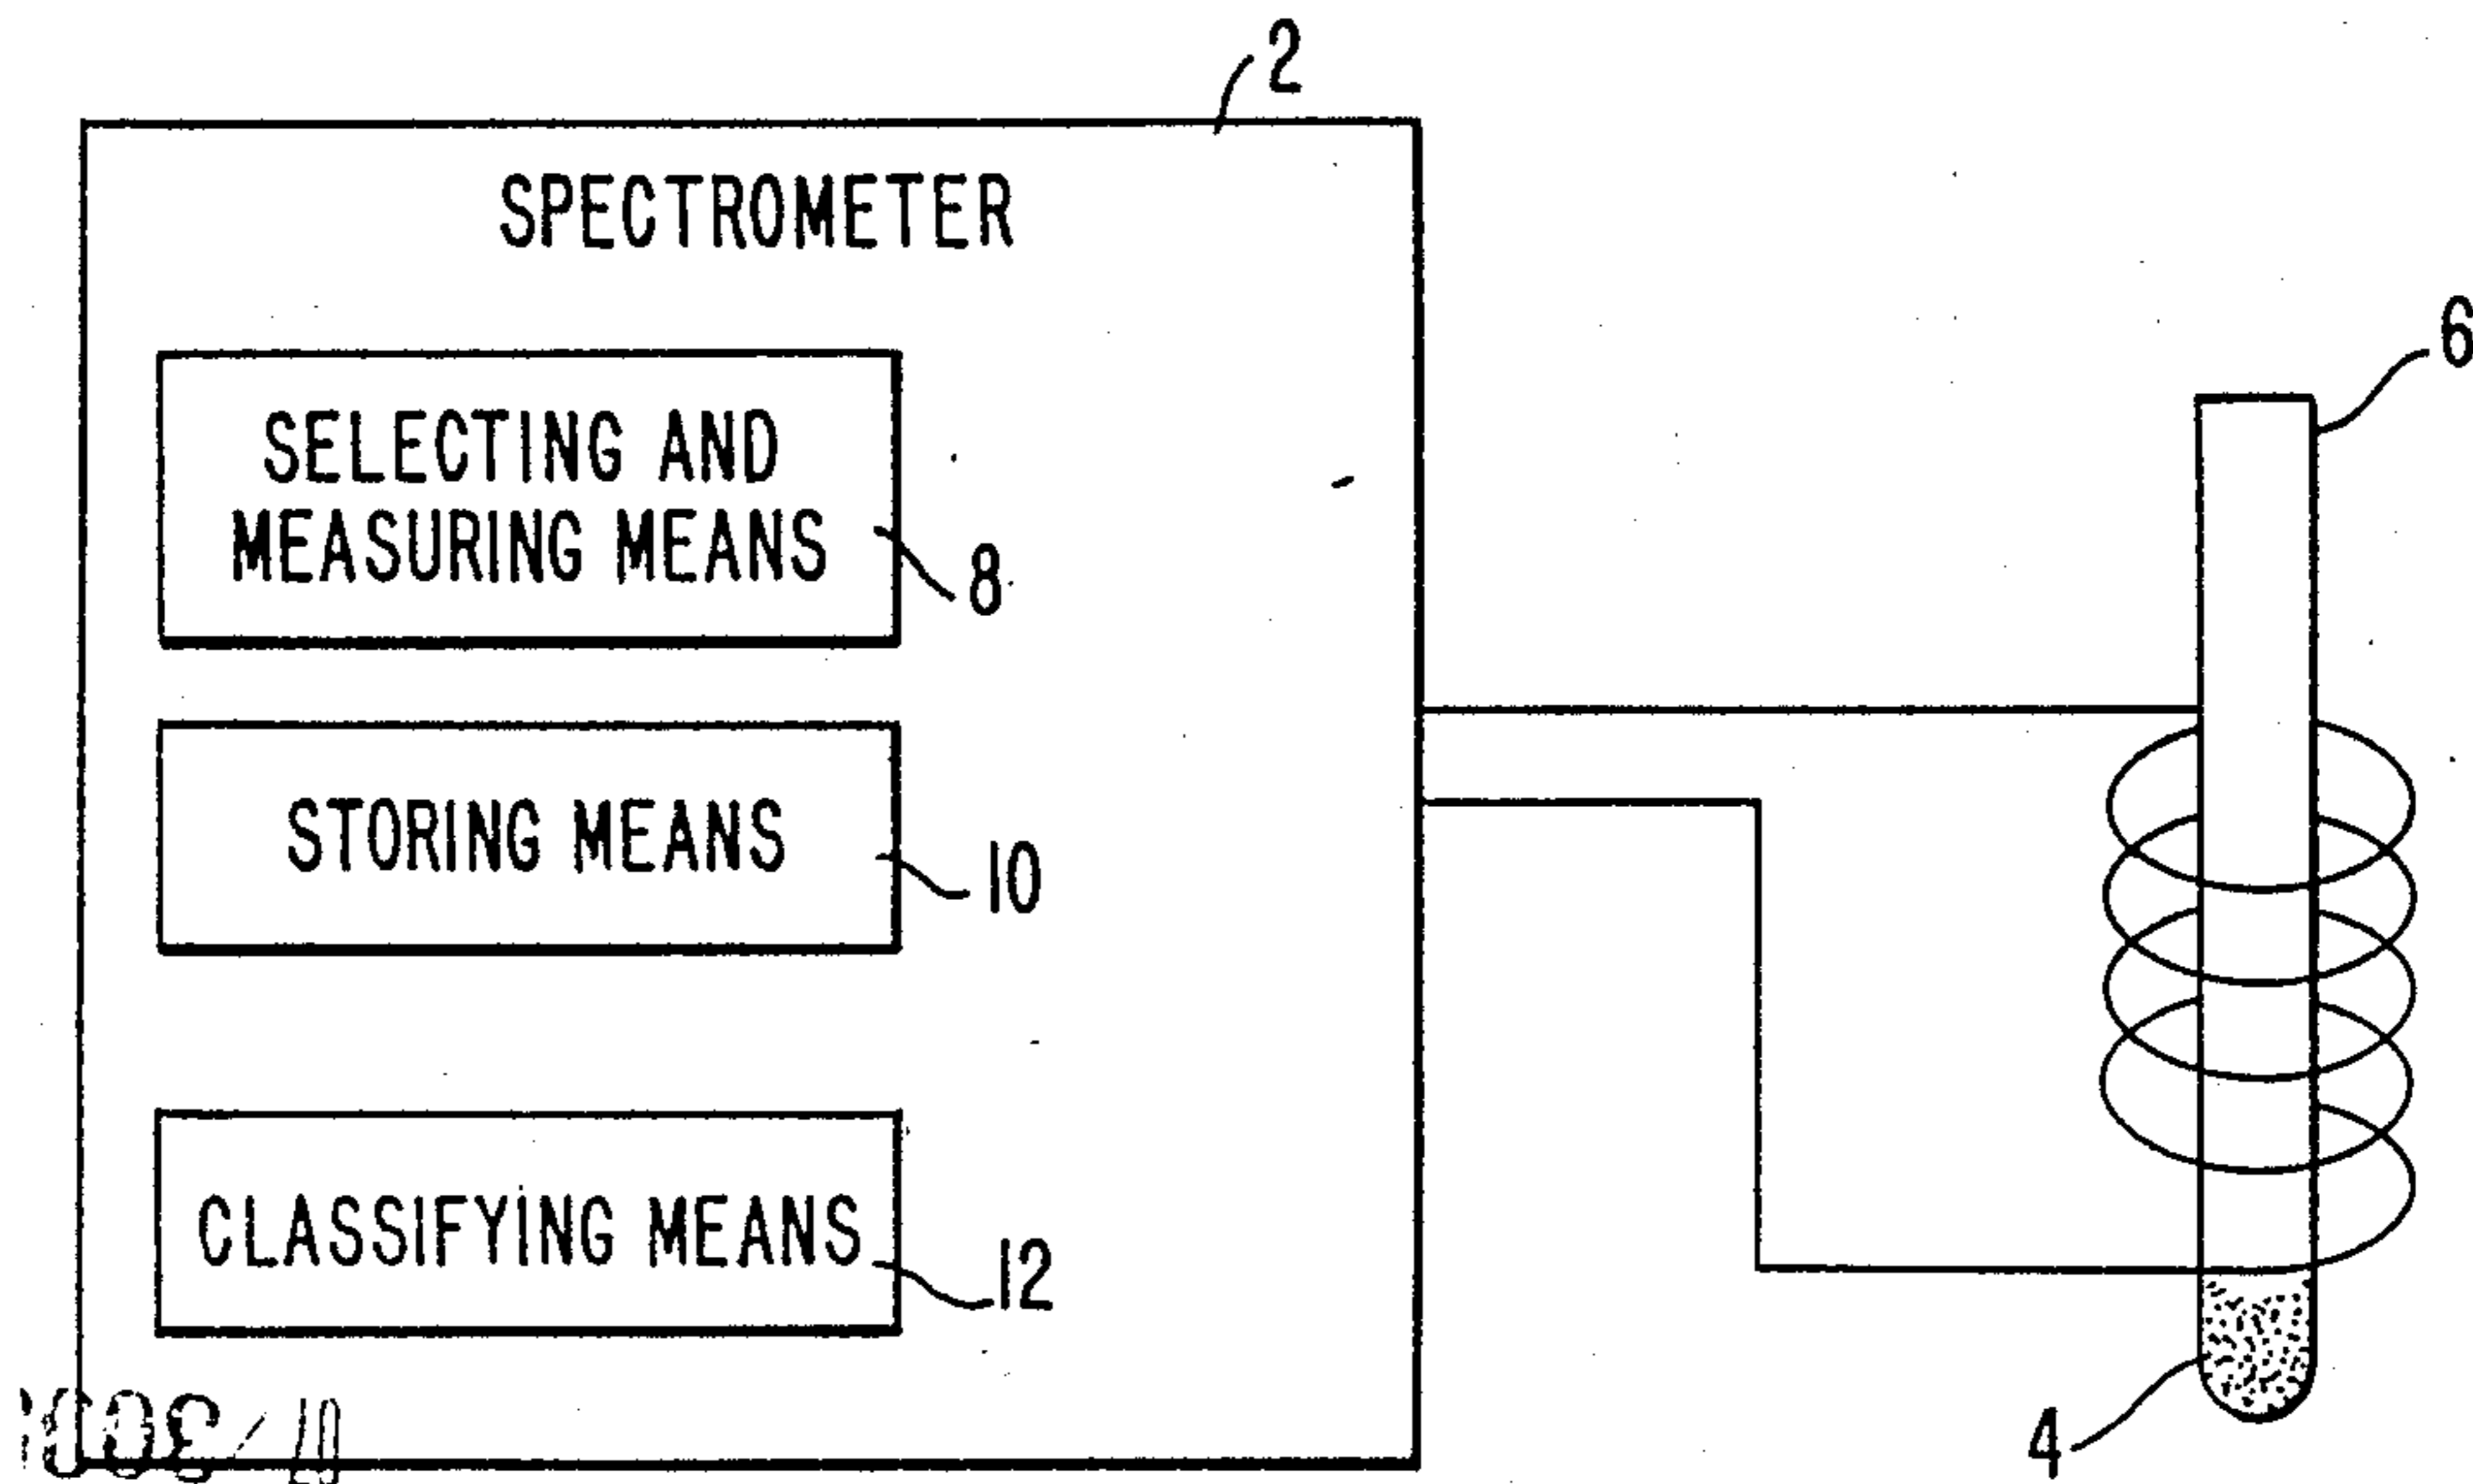 2
SPECTROMETER
6
SELECTING AND
MEASURING MEANS
8
STORING MEANS
10
CLASSIFYING MEANS
12
4